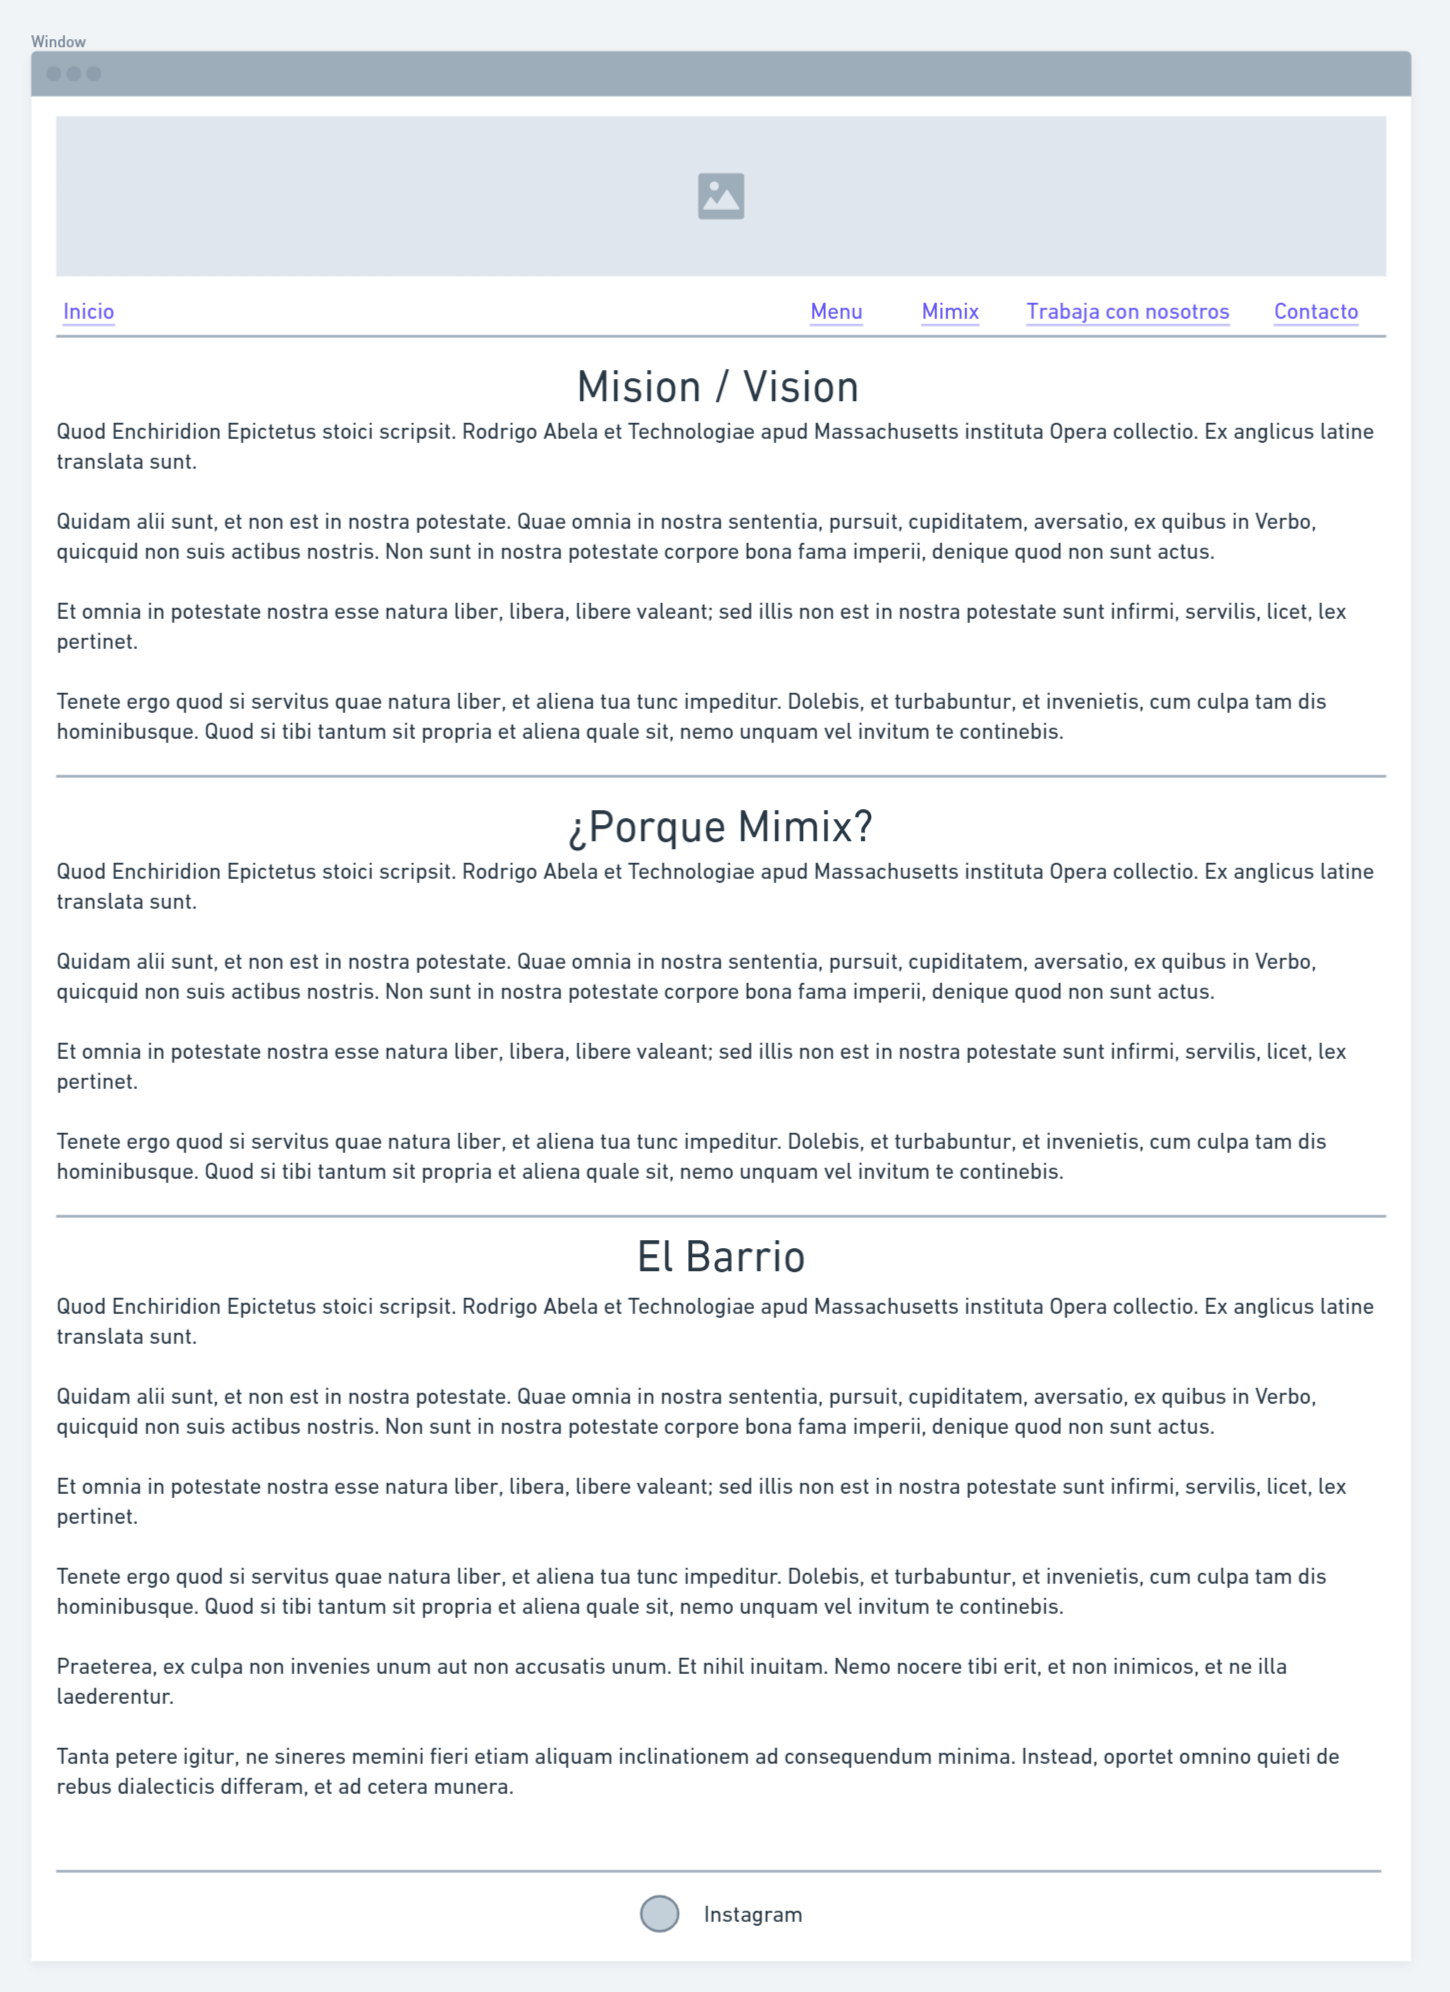 Window
Inicio Menu Mimix Trabaja con nosotros Contacto
Mision / Vision
Quod Enchiridion Epictetus stoici scripsit. Rodrigo Abela et Technologiae apud Massachusetts instituta Opera collectio. Ex anglicus latine
translata sunt.
Quidam alii sunt, et non est in nostra potestate. Quae omnia in nostra sententia, pursuit, cupiditatem, aversatio, ex quibus in Verbo,
quicquid non suis actibus nostris. Non sunt in nostra potestate corpore bona fama imperii, denique quod non sunt actus.
Et omnia in potestate nostra esse natura liber, libera, libere valeant; sed illis non est in nostra potestate sunt infirmi, servilis, licet, lex
pertinet.
Tenete ergo quod si servitus quae natura liber, et aliena tua tunc impeditur. Dolebis, et turbabuntur, et invenietis, cum culpa tam dis
hominibusque. Quod si tibi tantum sit propria et aliena quale sit, nemo unquam vel invitum te continebis.
¿Porque Mimix?
Quod Enchiridion Epictetus stoici scripsit. Rodrigo Abela et Technologiae apud Massachusetts instituta Opera collectio. Ex anglicus latine
translata sunt.
Quidam alii sunt, et non est in nostra potestate. Quae omnia in nostra sententia, pursuit, cupiditatem, aversatio, ex quibus in Verbo,
quicquid non suis actibus nostris. Non sunt in nostra potestate corpore bona fama imperii, denique quod non sunt actus.
Et omnia in potestate nostra esse natura liber, libera, libere valeant; sed illis non est in nostra potestate sunt infirmi, servilis, licet, lex
pertinet.
Tenete ergo quod si servitus quae natura liber, et aliena tua tunc impeditur. Dolebis, et turbabuntur, et invenietis, cum culpa tam dis
hominibusque. Quod si tibi tantum sit propria et aliena quale sit, nemo unquam vel invitum te continebis.
El Barrio
Quod Enchiridion Epictetus stoici scripsit. Rodrigo Abela et Technologiae apud Massachusetts instituta Opera collectio. Ex anglicus latine
translata sunt.
Quidam alii sunt, et non est in nostra potestate. Quae omnia in nostra sententia, pursuit, cupiditatem, aversatio, ex quibus in Verbo,
quicquid non suis actibus nostris. Non sunt in nostra potestate corpore bona fama imperii, denique quod non sunt actus.
Et omnia in potestate nostra esse natura liber, libera, libere valeant; sed illis non est in nostra potestate sunt infirmi, servilis, licet, lex
pertinet.
Tenete ergo quod si servitus quae natura liber, et aliena tua tunc impeditur. Dolebis, et turbabuntur, et invenietis, cum culpa tam dis
hominibusque. Quod si tibi tantum sit propria et aliena quale sit, nemo unquam vel invitum te continebis.
Praeterea, ex culpa non invenies unum aut non accusatis unum. Et nihil inuitam. Nemo nocere tibi erit, et non inimicos, et ne illa
laederentur.
Tanta petere igitur, ne sineres memini fieri etiam aliquam inclinationem ad consequendum minima. Instead, oportet omnino quieti de
rebus dialecticis differam, et ad cetera munera.
Instagram